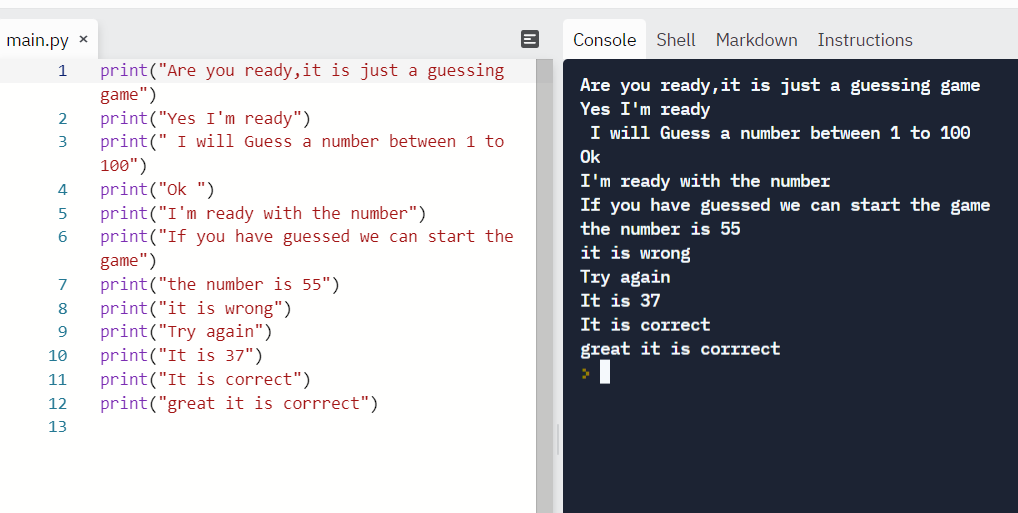 main.py ×
1 print("Are you ready,it is just a guessing
game")
2 print("Yes I'm ready")
3 print(" I will Guess a number between 1 to
100")
4 print("Ok ")
5 print("I'm ready with the number")
6 print("If you have guessed we can start the
game")
7 print("the number is 55")
8 print("it is wrong")
9 print("Try again")
10 print("It is 37")
11 print("It is correct")
12 print("great it is corrrect")
13
Console Shell Markdown Instructions
Are you ready,it is just a guessing game
Yes I'm ready
 I will Guess a number between 1 to 100
Ok
I'm ready with the number
If you have guessed we can start the game
the number is 55
it is wrong
Try again
It is 37
It is correct
great it is corrrect
>